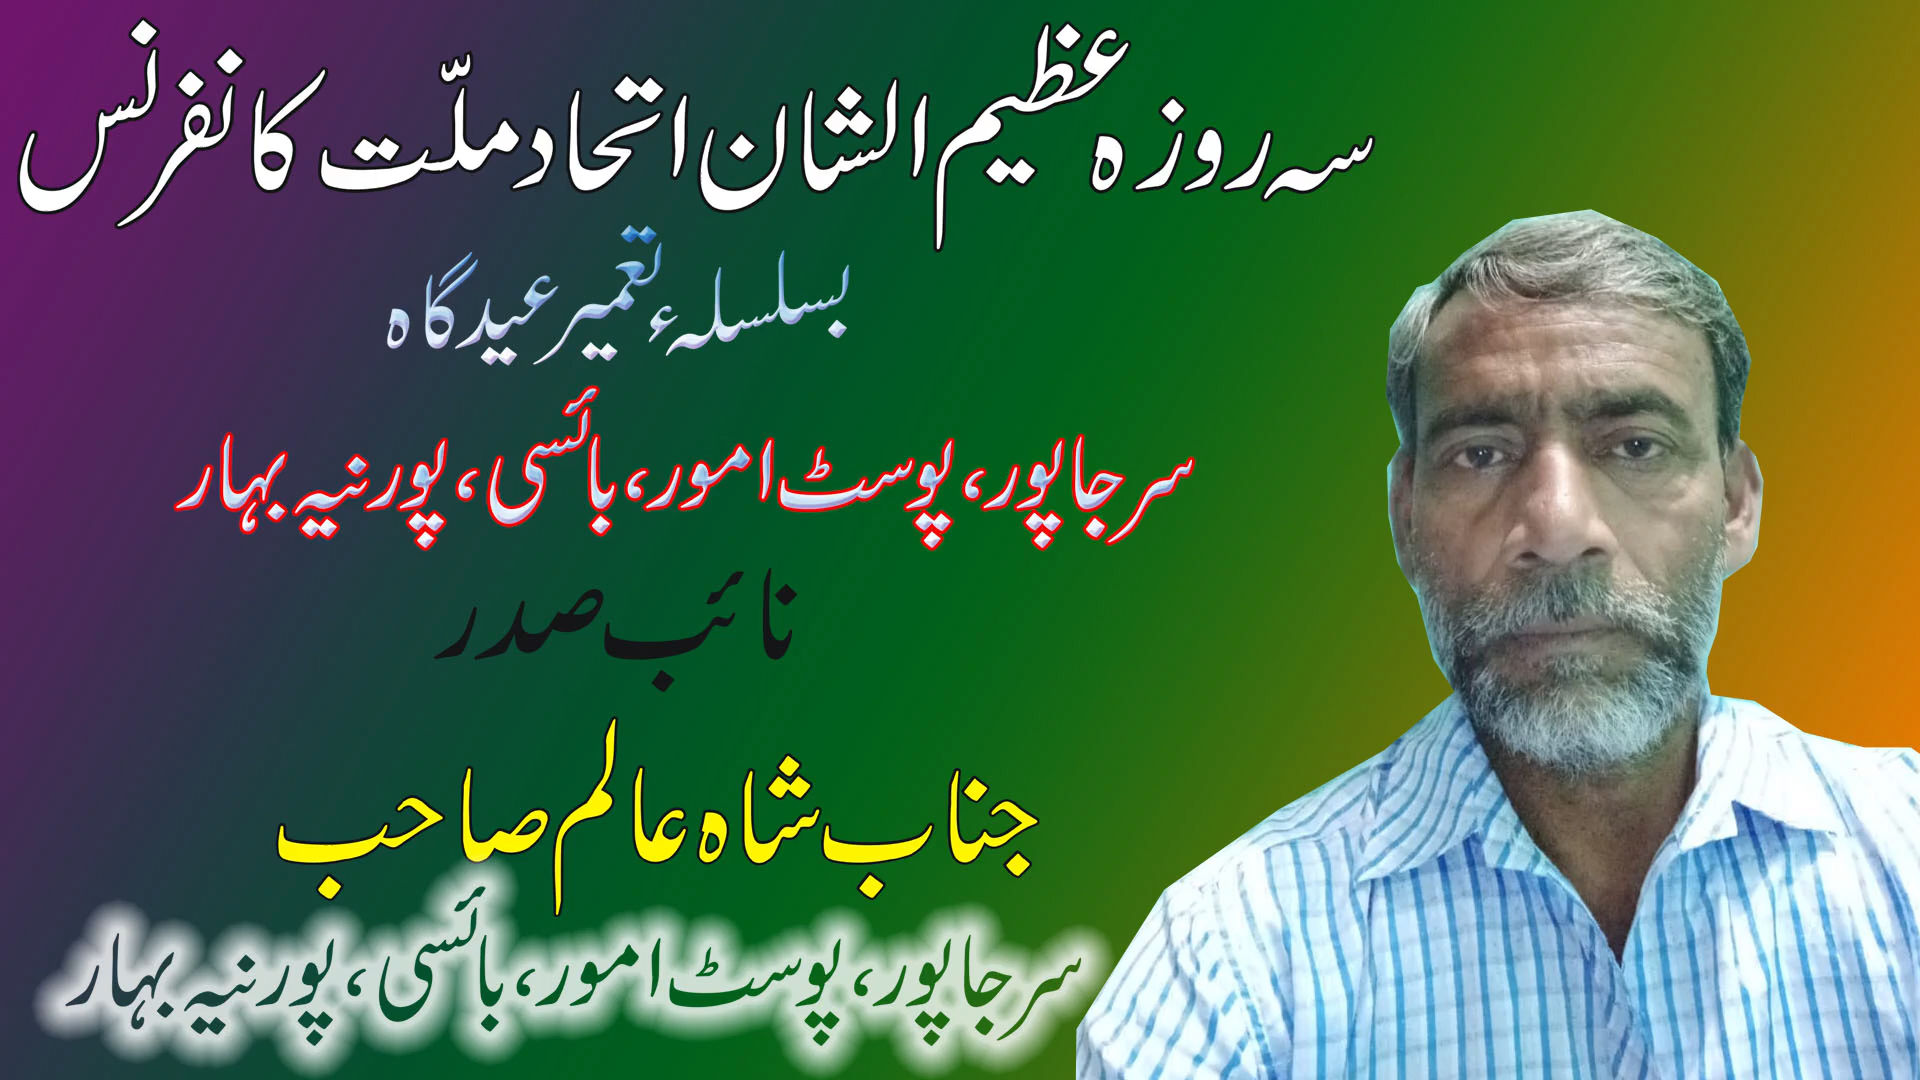 سہ روزہ عظیم الشان اتحاد ملّت کانفرنس
بسلسلہء تعمیر عیدگاہ
سرجاپور، پوسٹ امور، بائسی، پورنیہ بہار
نائب صدر
جناب شاہ عالم صاحب
سرجاپور، پوسٹ امور، بائسی، پورنیہ بہار